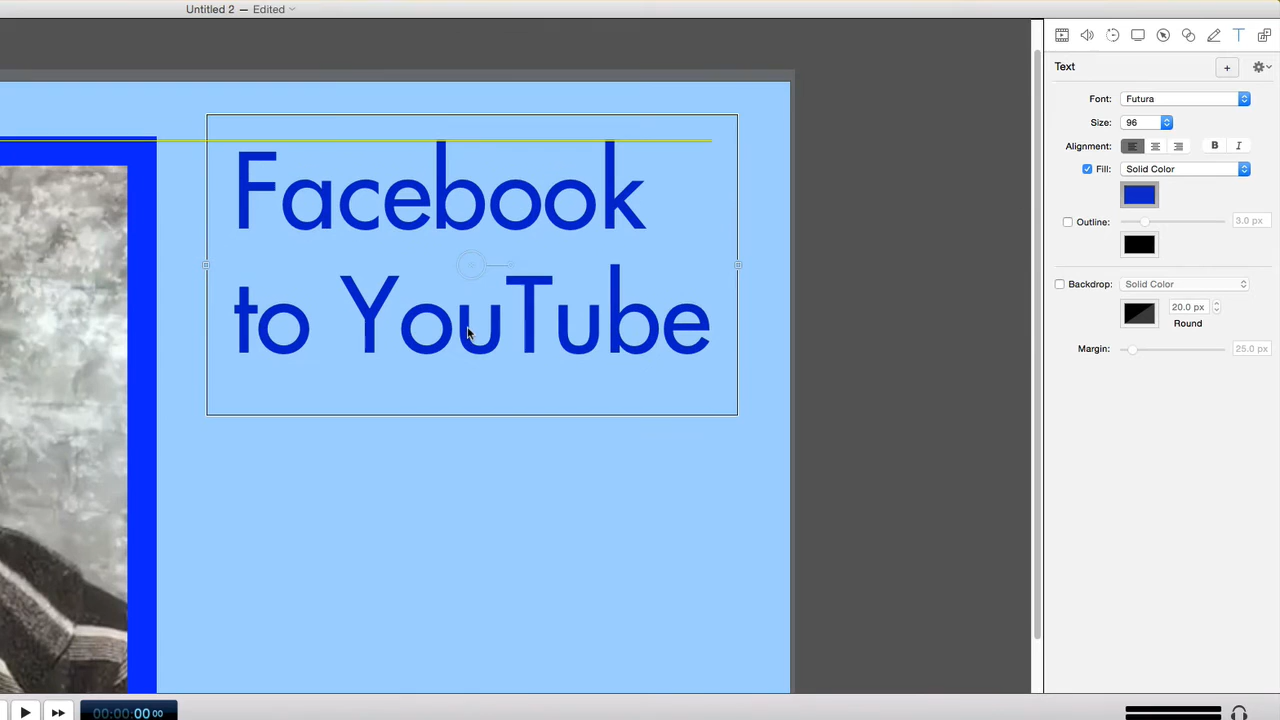 Untitled 2 — Edited
Text
Font: Futura
Size: 96
Alignment: B I
Fill: Solid Color
Outline: 3.0 px
Backdrop: Solid Color
20.0 px
Round
Margin: 25.0 px
Facebook
to YouTube
00:00:00 00